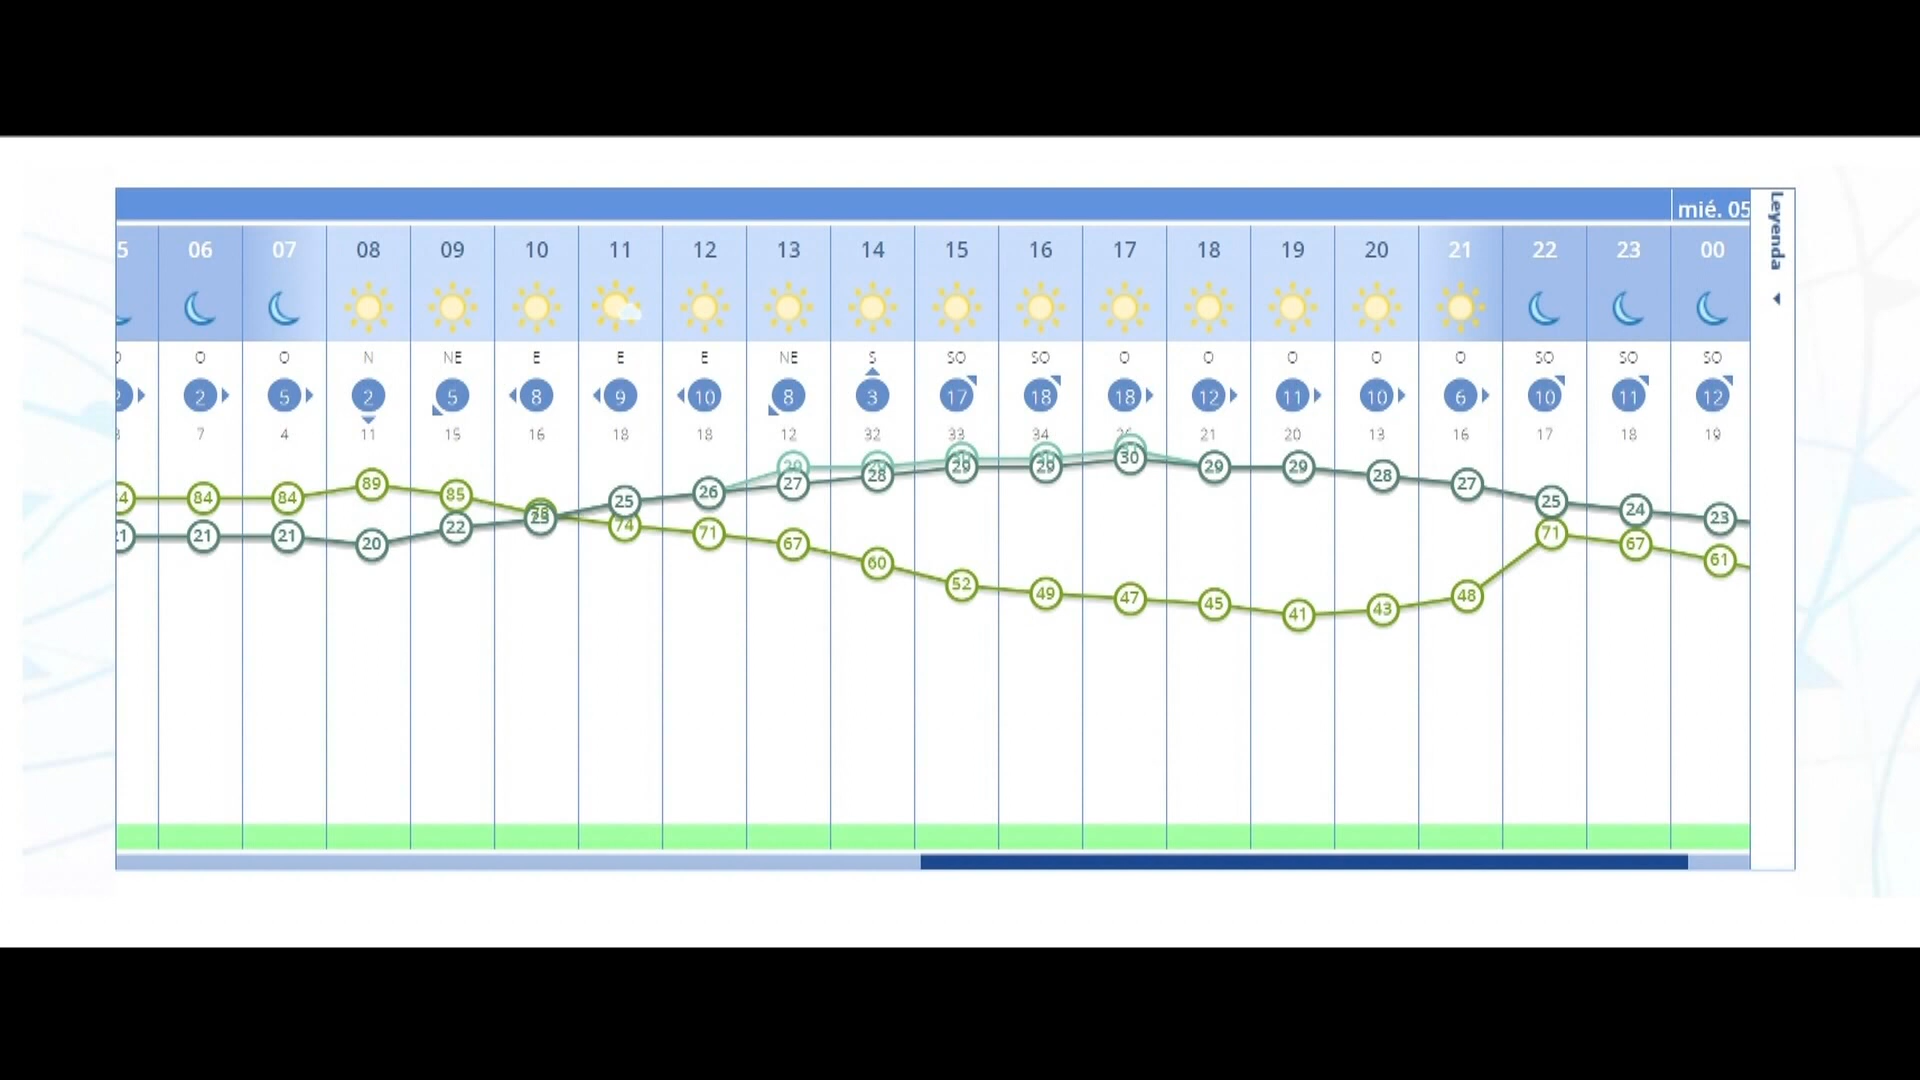 mié. 05
Leyenda
5 06 07 08 09 10 11 12 13 14 15 16 17 18 19 20 21 22 23 00
O O N NE E E E NE S SO SO O O O O O SO SO SO
2 5 2 5 8 9 10 8 3 17 18 18 12 11 10 6 10 11 12
7 4 11 15 16 18 18 12 32 33 34 21 20 13 16 17 18 19
21 21 20 22 23 25 26 27 28 29 29 30 29 29 28 27 25 24 23
84 84 89 85 74 71 67 60 52 49 47 45 41 43 48 71 67 61